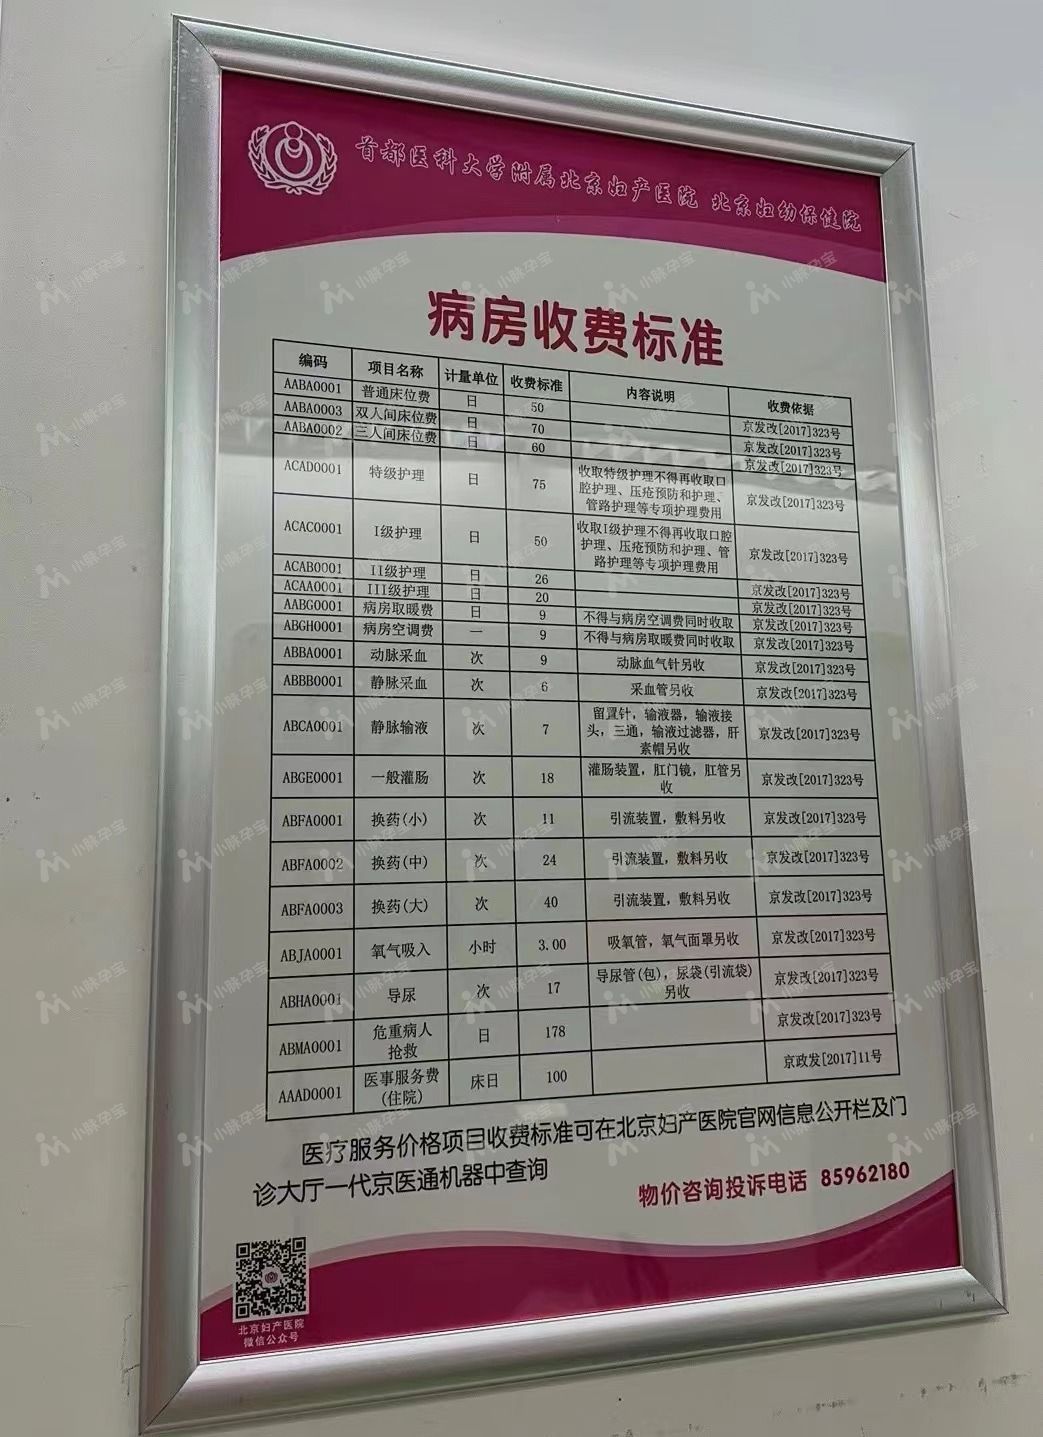 首都医科大学附属北京妇产医院 北京妇幼保健院
病房收费标准
编码 项目名称 计量单位 收费标准 内容说明 收费依据
AABA0001 普通床位费 日 50 京发改[2017]323号
AABA0003 双人间床位费 日 70 京发改[2017]323号
AABA0002 三人间床位费 日 60 京发改[2017]323号
ACAD0001 特级护理 日 75 收取特级护理不得再收取口腔护理、压疮预防和护理、管路护理等专项护理费用 京发改[2017]323号
ACAC0001 I级护理 日 50 收取I级护理不得再收取口腔护理、压疮预防和护理、管路护理等专项护理费用 京发改[2017]323号
ACAB0001 II级护理 日 26 京发改[2017]323号
ACAA0001 III级护理 日 20 京发改[2017]323号
AABG0001 病房取暖费 日 9 不得与病房空调费同时收取 京发改[2017]323号
ABGH0001 病房空调费 一 9 不得与病房取暖费同时收取 京发改[2017]323号
ABBA0001 动脉采血 次 9 动脉血气针另收 京发改[2017]323号
ABBB0001 静脉采血 次 6 采血管另收 京发改[2017]323号
ABCA0001 静脉输液 次 7 留置针，输液器，输液接头，三通，输液过滤器，肝素帽另收 京发改[2017]323号
ABGE0001 一般灌肠 次 18 灌肠装置，肛门镜，肛管另收 京发改[2017]323号
ABFA0001 换药(小) 次 11 引流装置，敷料另收 京发改[2017]323号
ABFA0002 换药(中) 次 24 引流装置，敷料另收 京发改[2017]323号
ABFA0003 换药(大) 次 40 引流装置，敷料另收 京发改[2017]323号
ABJA0001 氧气吸入 小时 3.00 吸氧管，氧气面罩另收 京发改[2017]323号
ABHA0001 导尿 次 17 导尿管(包)，尿袋(引流袋)另收 京发改[2017]323号
ABMA0001 危重病人抢救 日 178 京发改[2017]323号
AAAD0001 医事服务费(住院) 床日 100 京政发[2017]11号
医疗服务价格项目收费标准可在北京妇产医院官网信息公开栏及门
诊大厅一代京医通机器中查询
物价咨询投诉电话 85962180
北京妇产医院
微信公众号
小脉孕宝